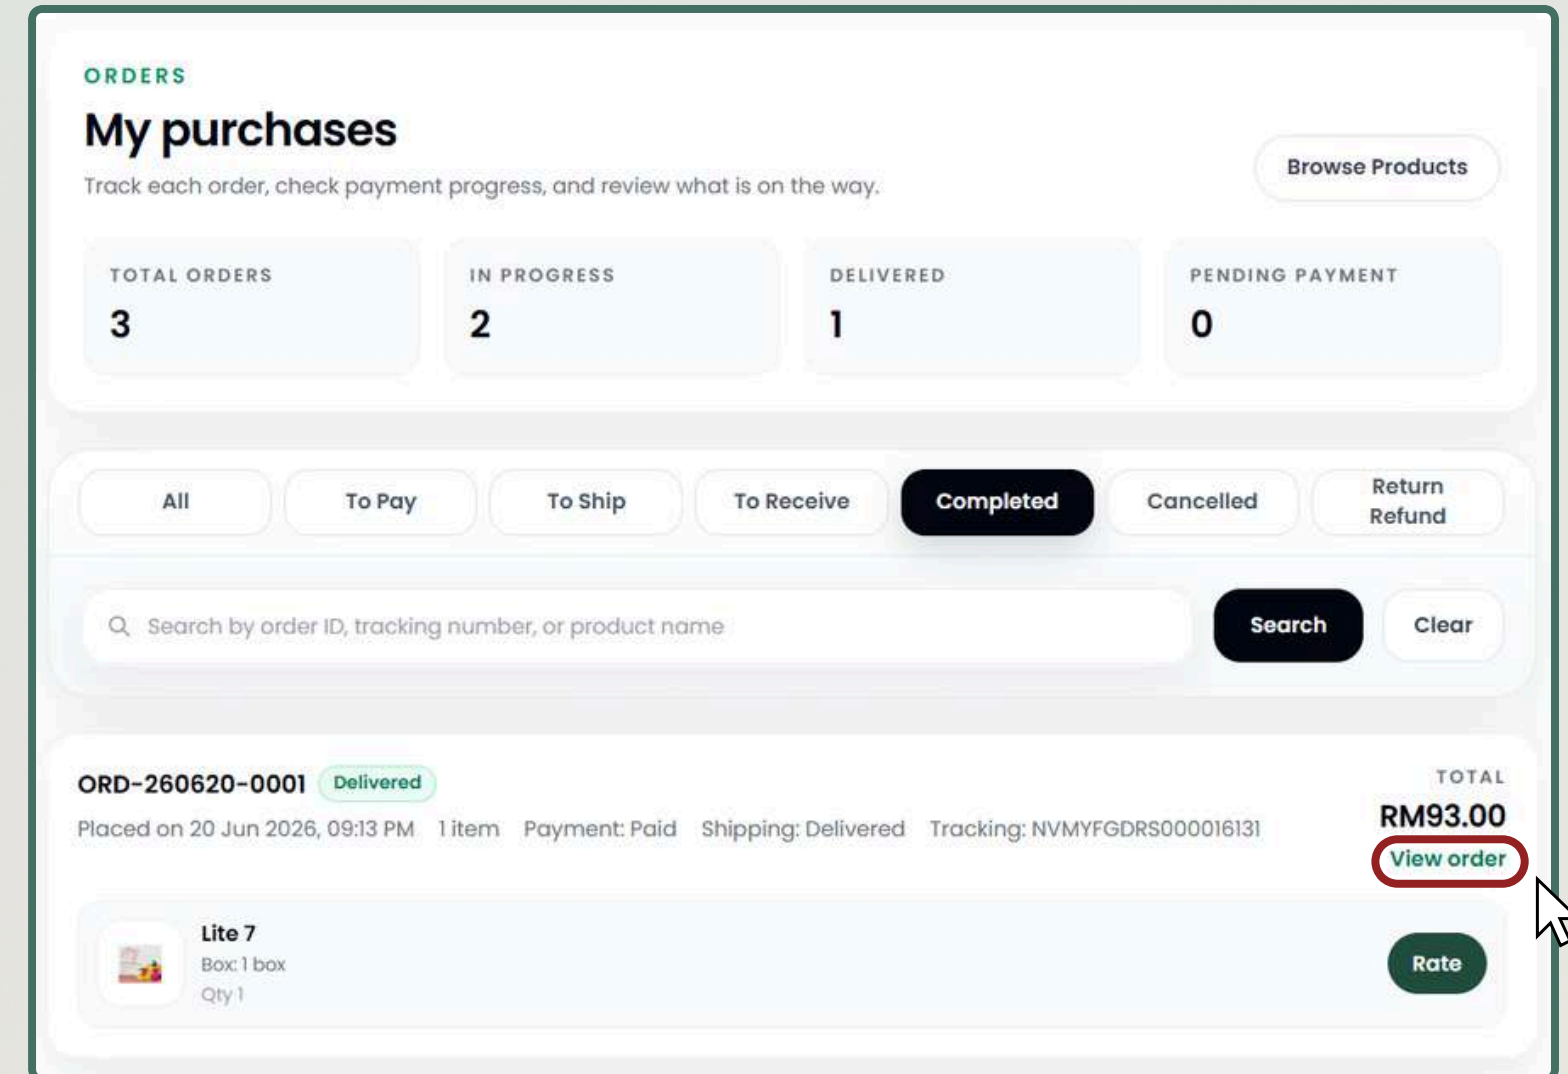 ORDERS
My purchases
Track each order, check payment progress, and review what is on the way.
Browse Products
TOTAL ORDERS
3
IN PROGRESS
2
DELIVERED
1
PENDING PAYMENT
0
All
To Pay
To Ship
To Receive
Completed
Cancelled
Return
Refund
Search by order ID, tracking number, or product name
Search
Clear
ORD-260620-0001 Delivered
Placed on 20 Jun 2026, 09:13 PM 1 item Payment: Paid Shipping: Delivered Tracking: NVMYFGDRS000016131
TOTAL
RM93.00
View order
Lite 7
Box: 1 box
Qty 1
Rate